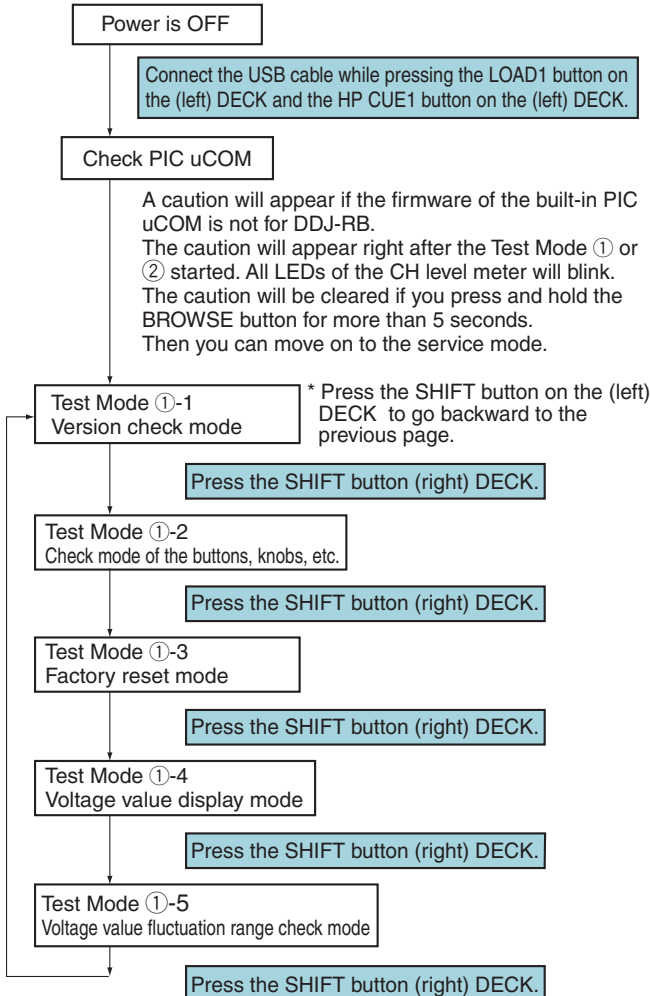 Power is OFF
Connect the USB cable while pressing the LOAD1 button on
the (left) DECK and the HP CUE1 button on the (left) DECK.
Check PIC uCOM
A caution will appear if the firmware of the built-in PIC
uCOM is not for DDJ-RB.
The caution will appear right after the Test Mode ① or
② started. All LEDs of the CH level meter will blink.
The caution will be cleared if you press and hold the
BROWSE button for more than 5 seconds.
Then you can move on to the service mode.
Test Mode ①-1
Version check mode
* Press the SHIFT button on the (left)
DECK to go backward to the
previous page.
Press the SHIFT button (right) DECK.
Test Mode ①-2
Check mode of the buttons, knobs, etc.
Press the SHIFT button (right) DECK.
Test Mode ①-3
Factory reset mode
Press the SHIFT button (right) DECK.
Test Mode ①-4
Voltage value display mode
Press the SHIFT button (right) DECK.
Test Mode ①-5
Voltage value fluctuation range check mode
Press the SHIFT button (right) DECK.